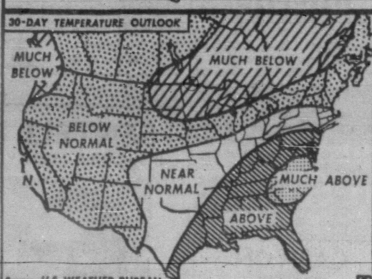 30-DAY TEMPERATURE OUTLOOK
MUCH
BELOW
MUCH BELOW
BELOW
NORMAL
NEAR
NORMAL
MUCH ABOVE
ABOVE
U.S. WEATHER BUREAU